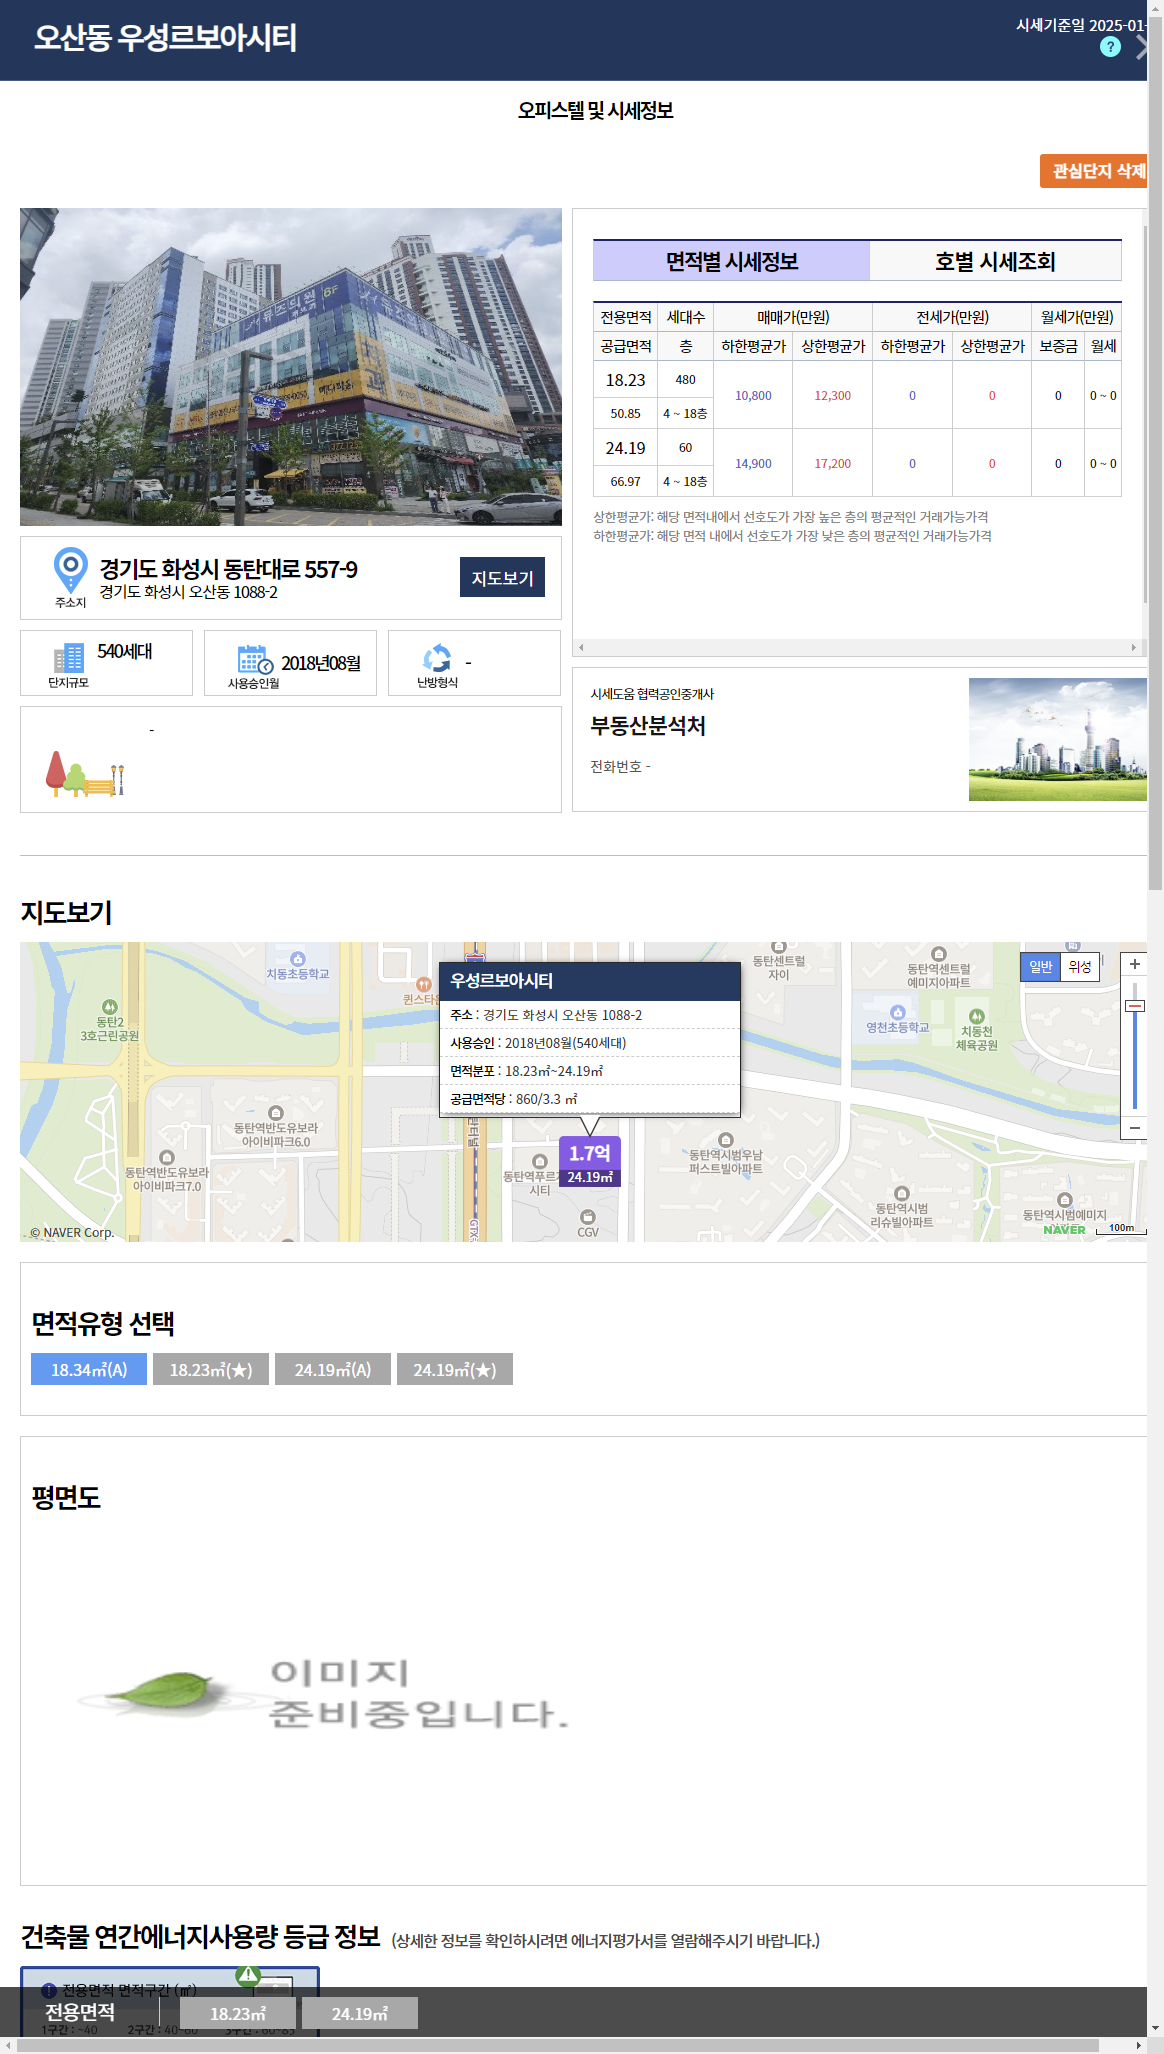 오산동 우성르보아시티
시세기준일 2025-01-
?
오피스텔 및 시세정보
관심단지 삭제
면적별 시세정보 호별 시세조회
전용면적 세대수 매매가(만원) 전세가(만원) 월세가(만원)
공급면적 층 하한평균가 상한평균가 하한평균가 상한평균가 보증금 월세
18.23 480 10,800 12,300 0 0 0 0 ~ 0
50.85 4 ~ 18층
24.19 60 14,900 17,200 0 0 0 0 ~ 0
66.97 4 ~ 18층
상한평균가: 해당 면적내에서 선호도가 가장 높은 층의 평균적인 거래가능가격
하한평균가: 해당 면적 내에서 선호도가 가장 낮은 층의 평균적인 거래가능가격
경기도 화성시 동탄대로 557-9
경기도 화성시 오산동 1088-2
주소지
지도보기
540세대
단지규모
2018년08월
사용승인월
-
난방형식
-
시세도움 협력공인중개사
부동산분석처
전화번호 -
지도보기
치동초등학교
동탄2
3호근린공원
동탄센트럴
자이
동탄역센트럴
예미지아파트
영천초등학교
치동천
체육공원
일반 위성
우성르보아시티
주소 : 경기도 화성시 오산동 1088-2
사용승인 : 2018년08월(540세대)
면적분포 : 18.23㎡~24.19㎡
공급면적당 : 860/3.3 ㎡
1.7억
24.19㎡
동탄역반도유보라
아이비파크6.0
동탄역반도유보라
아이비파크7.0
동탄역푸르지
시티
CGV
동탄역시범우남
퍼스트빌아파트
동탄역시범
리슈빌아파트
동탄역시범예미지
© NAVER Corp.
NAVER
100m
면적유형 선택
18.34㎡(A) 18.23㎡(★) 24.19㎡(A) 24.19㎡(★)
평면도
이미지
준비중입니다.
건축물 연간에너지사용량 등급 정보 (상세한 정보를 확인하시려면 에너지평가서를 열람해주시기 바랍니다.)
전용면적 면적구간 (㎡)
전용면적 18.23㎡ 24.19㎡
1구간 : ~40 2구간 : 40~60 3구간 : 60~85